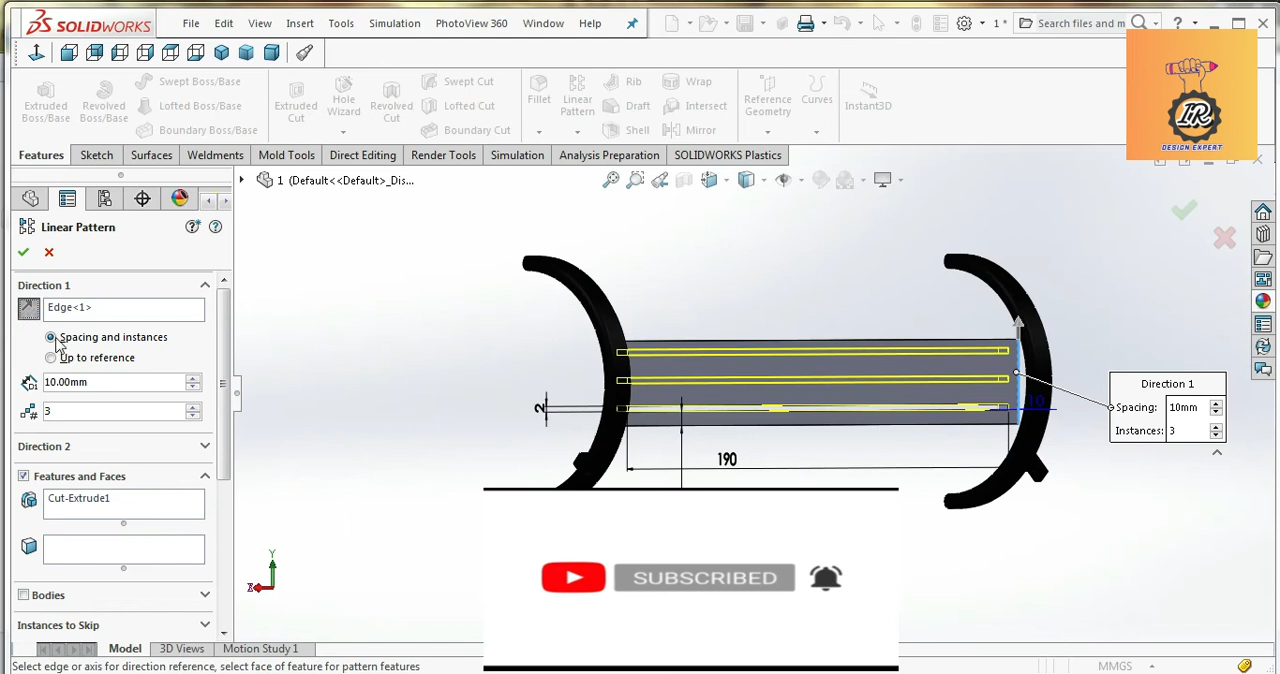 SOLIDWORKS File Edit View Insert Tools Simulation PhotoView 360 Window Help 1 * Search files and m ?
Extruded Boss/Base
Revolved Boss/Base
Swept Boss/Base
Lofted Boss/Base
Boundary Boss/Base
Extruded Cut
Hole Wizard
Revolved Cut
Swept Cut
Lofted Cut
Boundary Cut
Fillet
Linear Pattern
Rib
Draft
Shell
Wrap
Intersect
Mirror
Reference Geometry
Curves
Instant3D
IR
DESIGN EXPERT
Features Sketch Surfaces Weldments Mold Tools Direct Editing Render Tools Simulation Analysis Preparation SOLIDWORKS Plastics
1 (Default<<Default>_Dis...
Linear Pattern
Direction 1
Edge<1>
Spacing and instances
Up to reference
10.00mm
3
Direction 2
Features and Faces
Cut-Extrude1
Bodies
Instances to Skip
2
190
10
Direction 1
Spacing: 10mm
Instances: 3
Y
Z
SUBSCRIBED
Model 3D Views Motion Study 1
Select edge or axis for direction reference, select face of feature for pattern features
MMGS